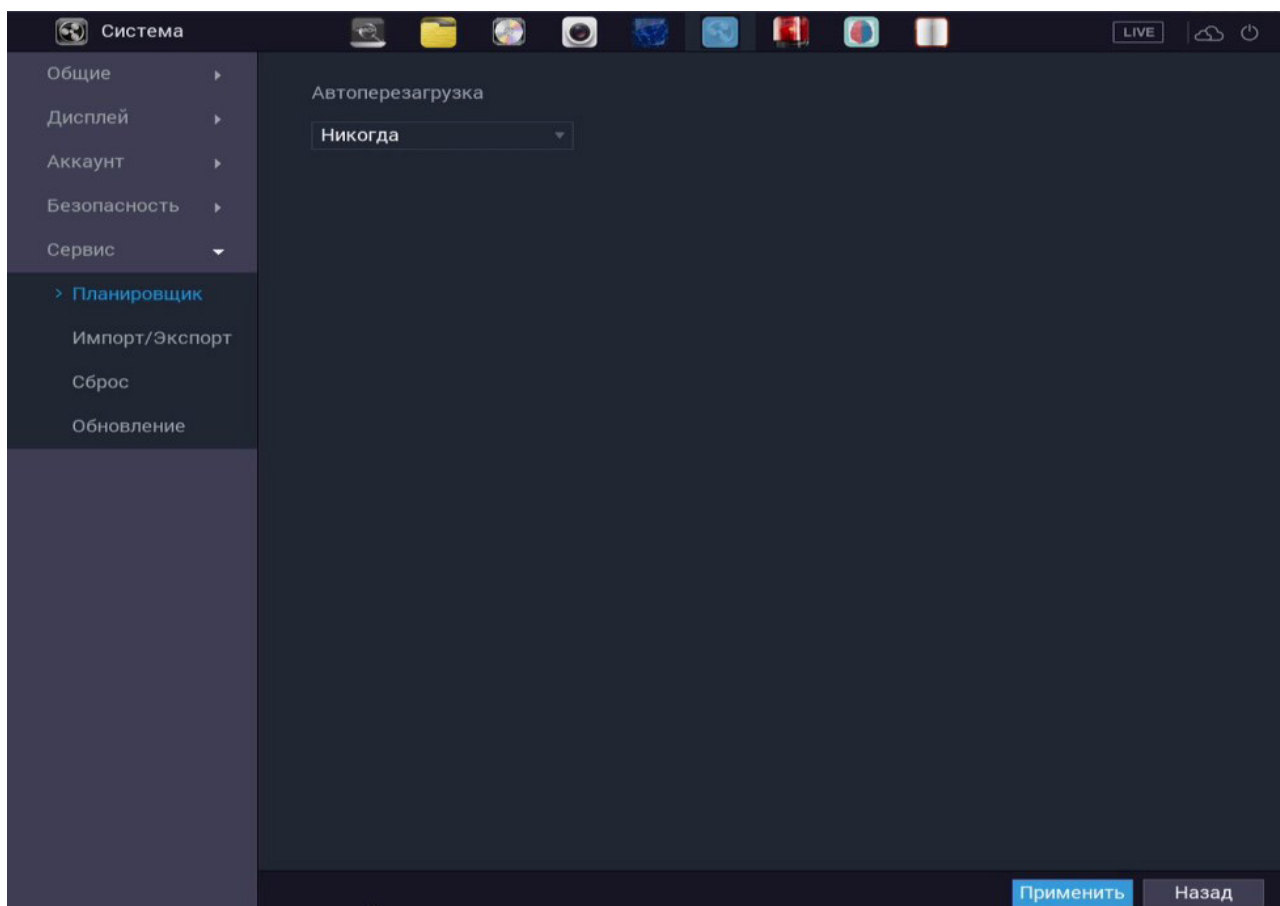 Система
LIVE
Общие
Дисплей
Аккаунт
Безопасность
Сервис
> Планировщик
Импорт/Экспорт
Сброс
Обновление
Автоперезагрузка
Никогда
Применить
Назад